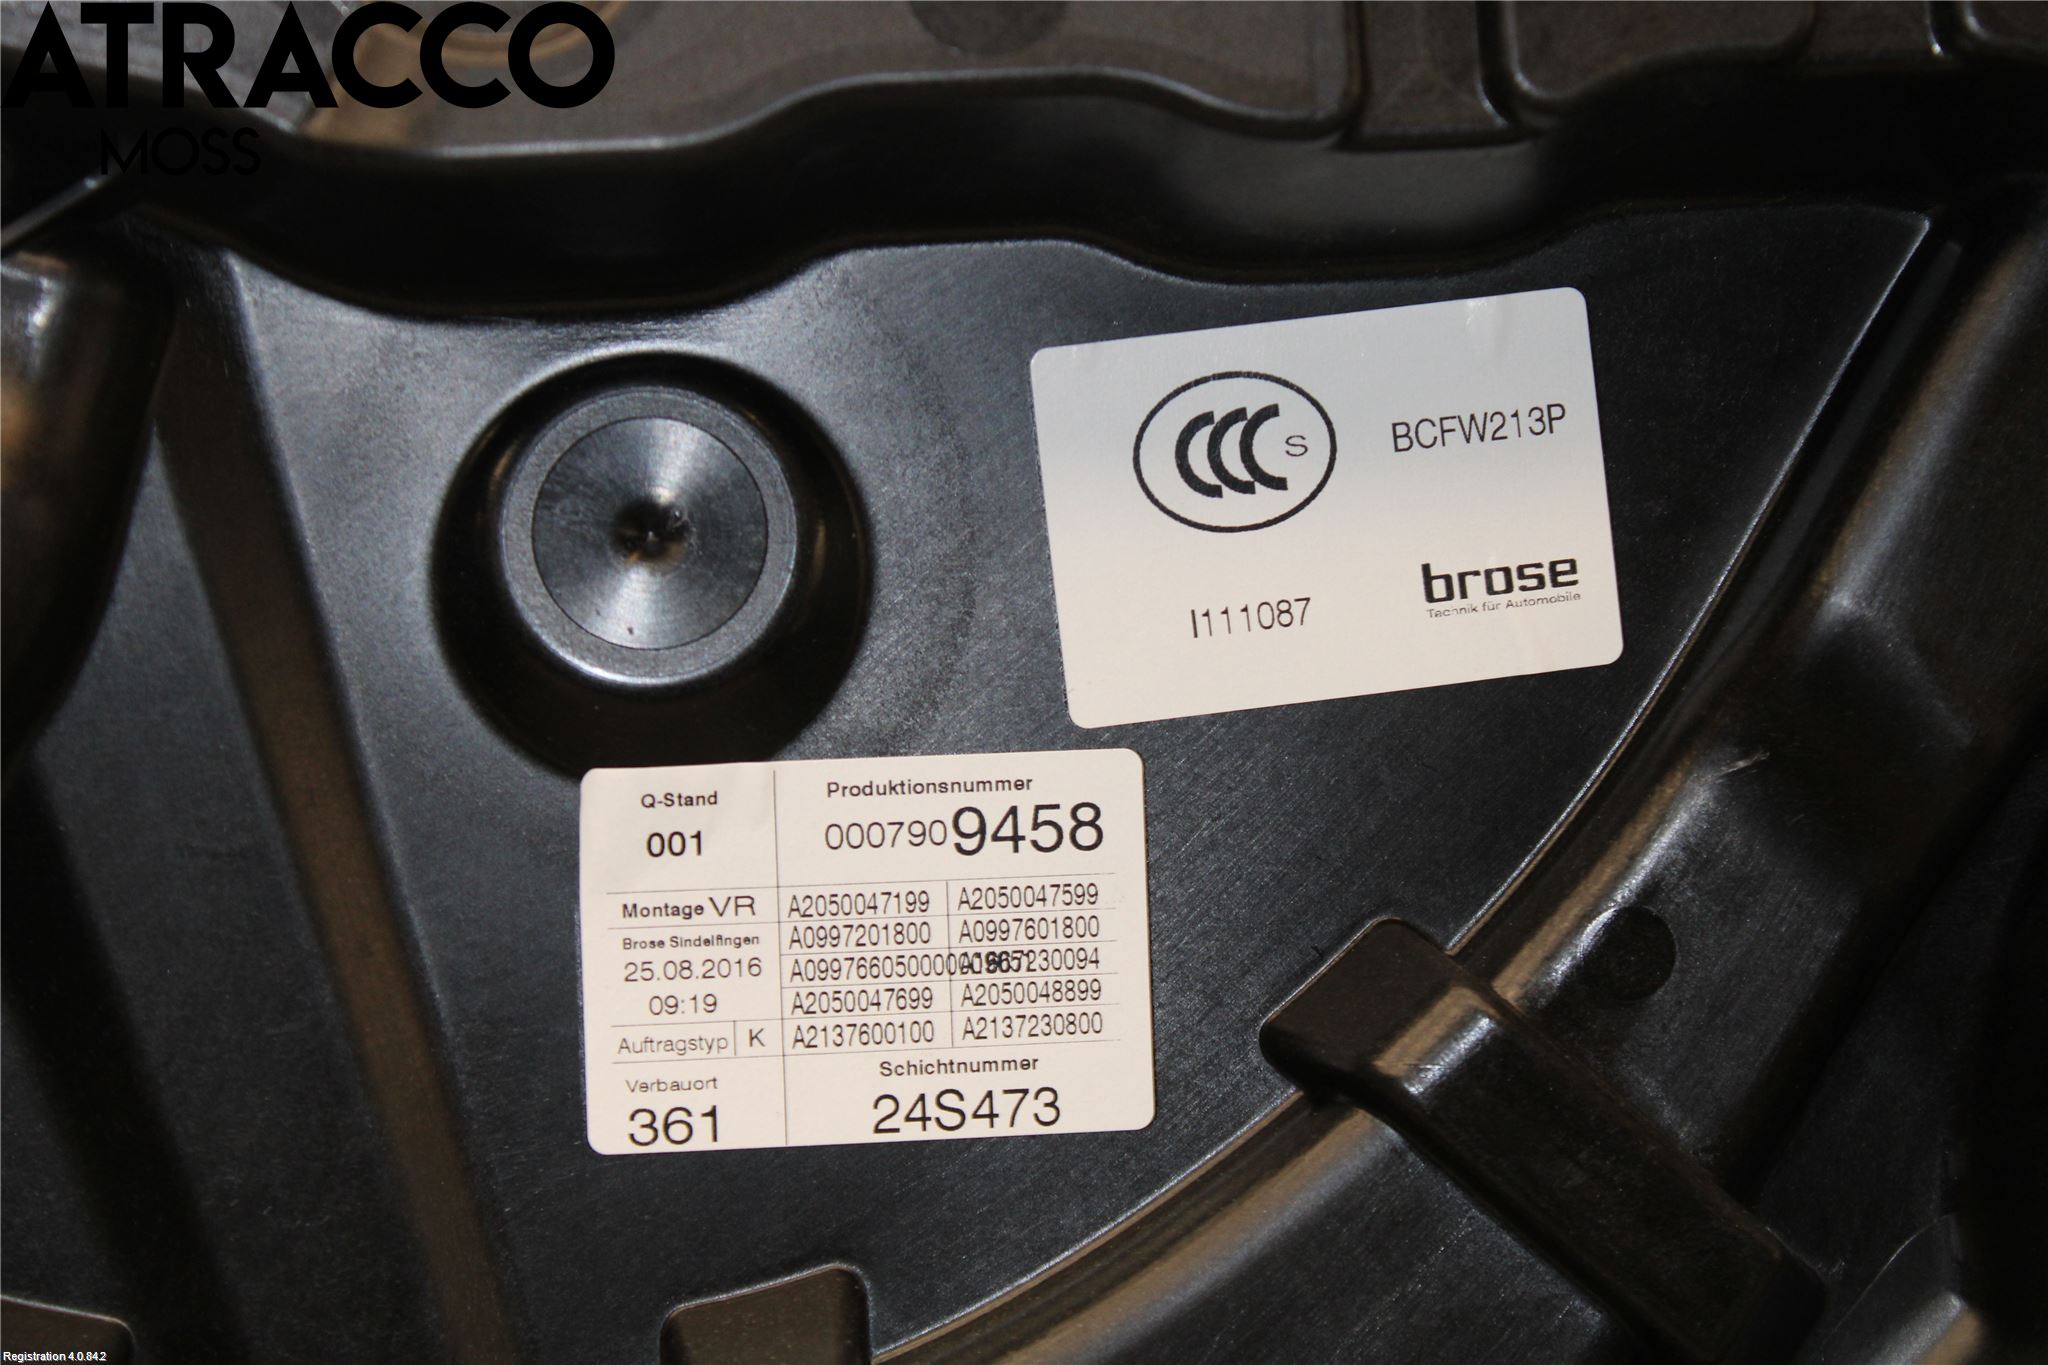 ATRACCO
MOSS
CCC S
BCFW213P
I111087
brose
Technik für Automobile
Q-Stand
001
Produktionsnummer
0007909458
Montage VR
A2050047199 A2050047599
Brose Sindelfingen
A0997201800 A0997601800
25.08.2016
09:19
A2050047699 A2050048899
Auftragstyp K
A2137600100 A2137230800
Verbauort
361
Schichtnummer
24S473
Registration 4.0.84.2